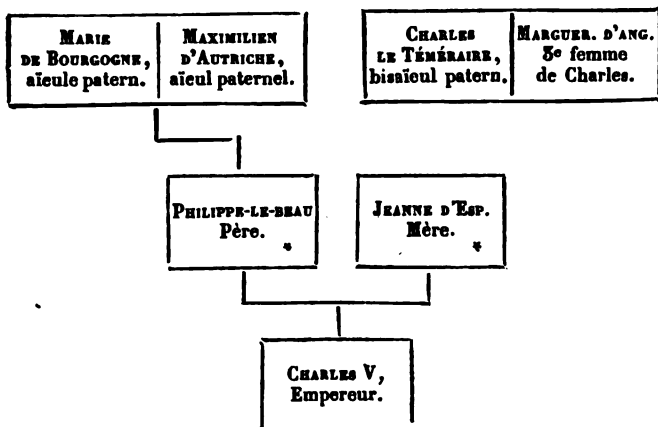 MARIE
DE BOURGOGNE,
aïeule patern.
MAXIMILIEN
D'AUTRICHE,
aïeul paternel.
CHARLES
LE TÉMÉRAIRE,
bisaïeul patern.
MARGUER. D'ANG.
3e femme
de Charles.
PHILIPPE-LE-BEAU
Père.
*
JEANNE D'ESP.
Mère.
*
CHARLES V,
Empereur.